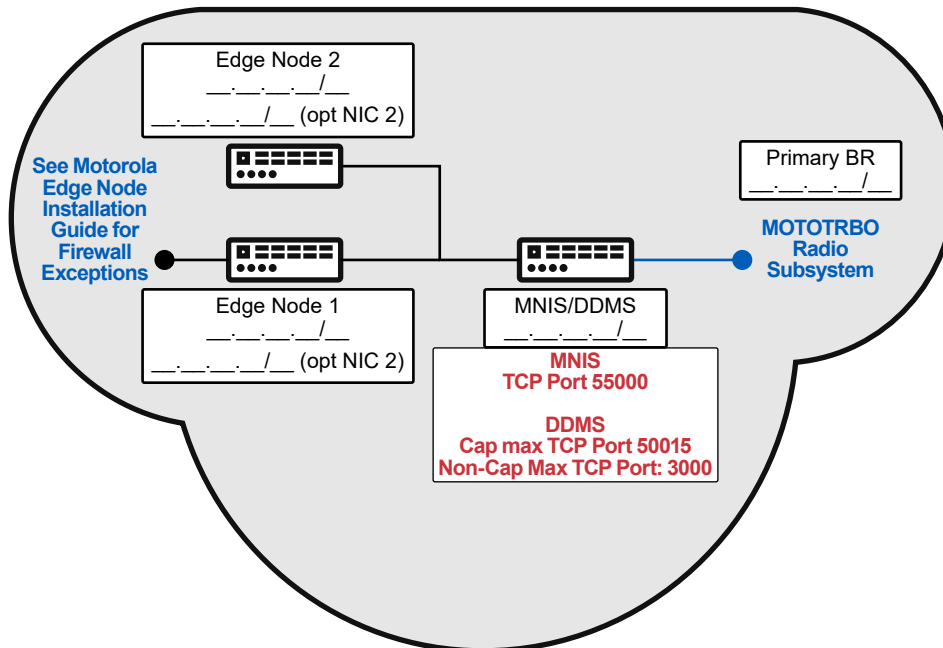 Edge Node 2
__.__.__.__/__
__.__.__.__/__ (opt NIC 2)
See Motorola
Edge Node
Installation
Guide for
Firewall
Exceptions
Primary BR
__.__.__.__/__
MOTOTRBO
Radio
Subsystem
Edge Node 1
__.__.__.__/__
__.__.__.__/__ (opt NIC 2)
MNIS/DDMS
__.__.__.__/__
MNIS
TCP Port 55000
DDMS
Cap max TCP Port 50015
Non-Cap Max TCP Port: 3000